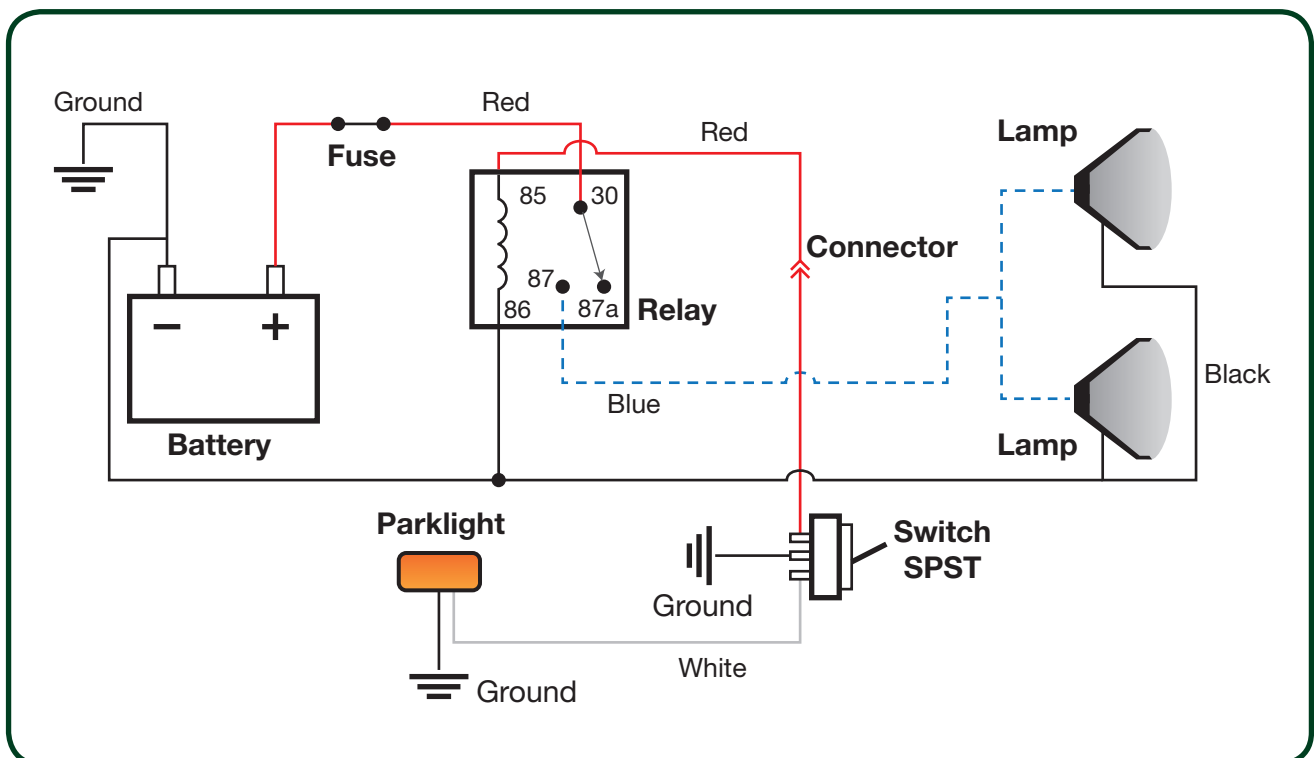 Ground
Red
Red
Fuse
Lamp
85
30
Connector
87
86
87a
Relay
−
+
Blue
Black
Battery
Lamp
Parklight
Switch
SPST
Ground
White
Ground